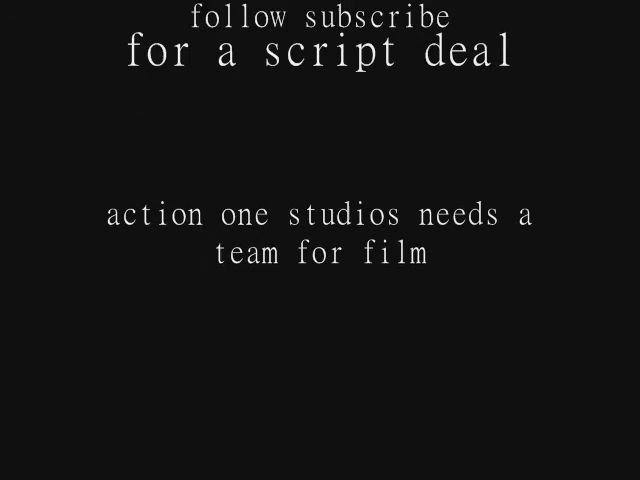 follow subscribe
for a script deal
action one studios needs a
team for film